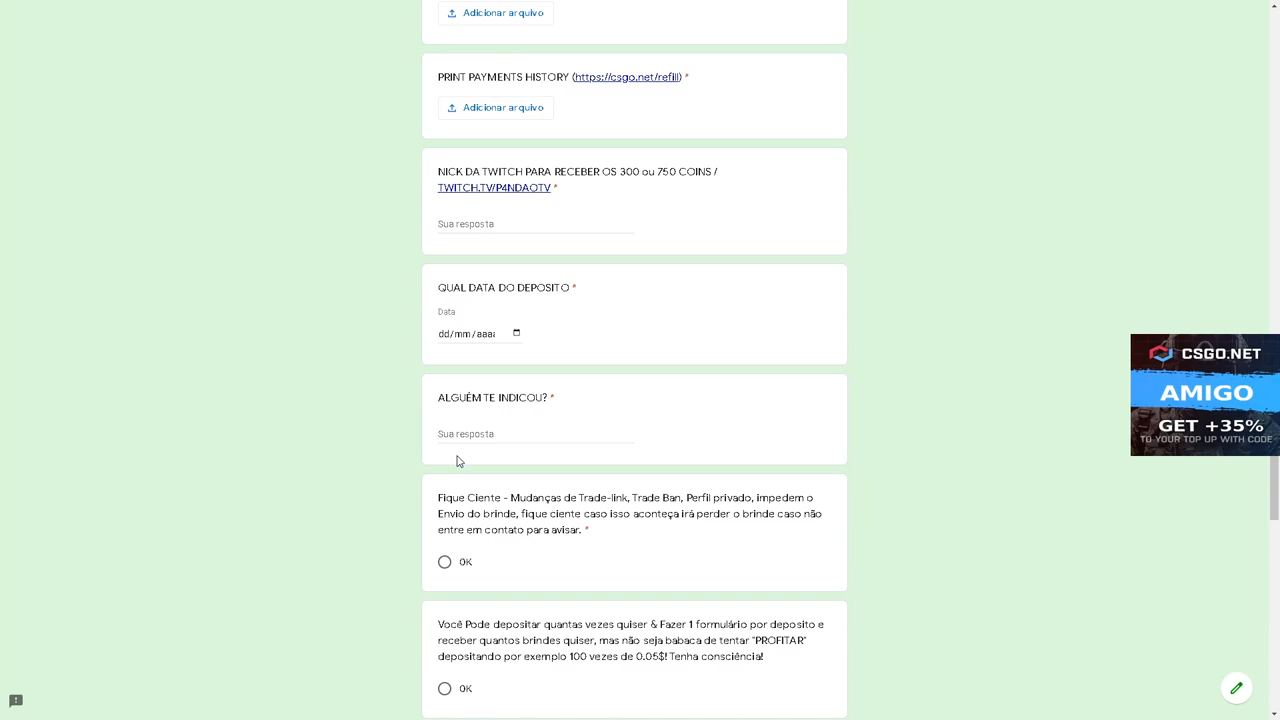 Adicionar arquivo
PRINT PAYMENTS HISTORY (https://csgo.net/refill) *
Adicionar arquivo
NICK DA TWITCH PARA RECEBER OS 300 ou 750 COINS /
TWITCH.TV/P4NDAOTV *
Sua resposta
QUAL DATA DO DEPOSITO *
Data
dd/mm/aaaa
ALGUÉM TE INDICOU? *
Sua resposta
Fique Ciente - Mudanças de Trade-link, Trade Ban, Perfil privado, impedem o
Envio do brinde, fique ciente caso isso aconteça irá perder o brinde caso não
entre em contato para avisar. *
OK
Você Pode depositar quantas vezes quiser & Fazer 1 formulário por deposito e
receber quantos brindes quiser, mas não seja babaca de tentar "PROFITAR"
depositando por exemplo 100 vezes de 0.05$! Tenha consciência!
OK
CSGO.NET
AMIGO
GET +35%
TO YOUR TOP UP WITH CODE